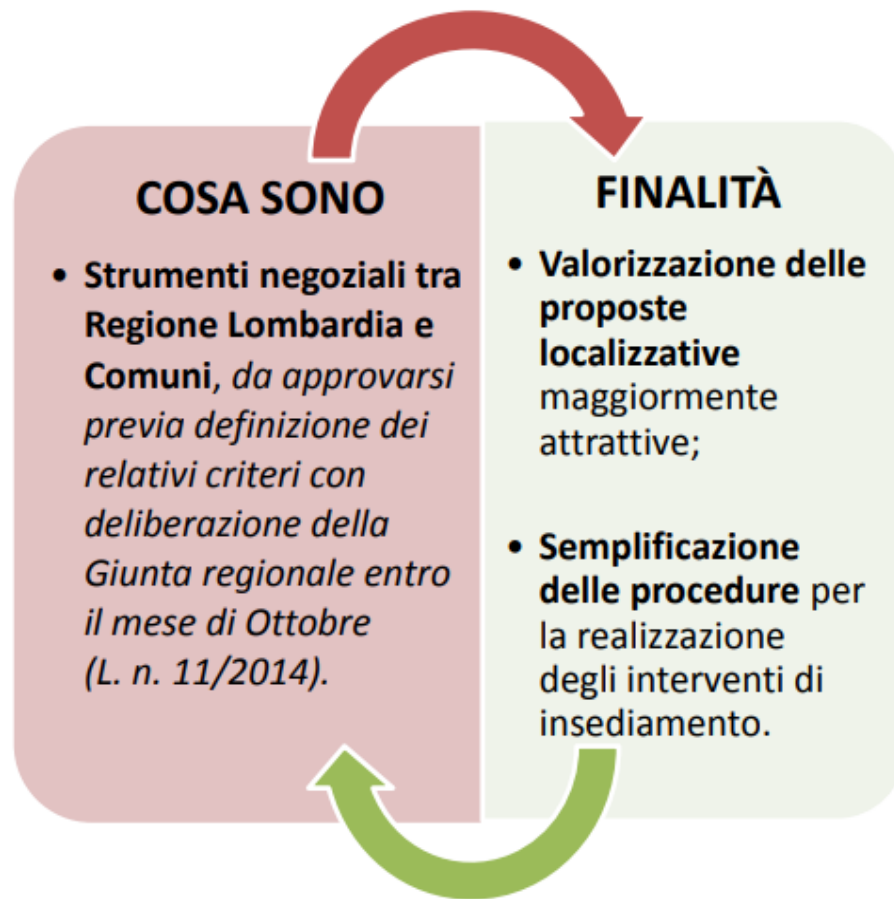 COSA SONO
• Strumenti negoziali tra
Regione Lombardia e
Comuni, da approvarsi
previa definizione dei
relativi criteri con
deliberazione della
Giunta regionale entro
il mese di Ottobre
(L. n. 11/2014).
FINALITÀ
• Valorizzazione delle
proposte
localizzative
maggiormente
attrattive;
• Semplificazione
delle procedure per
la realizzazione
degli interventi di
insediamento.